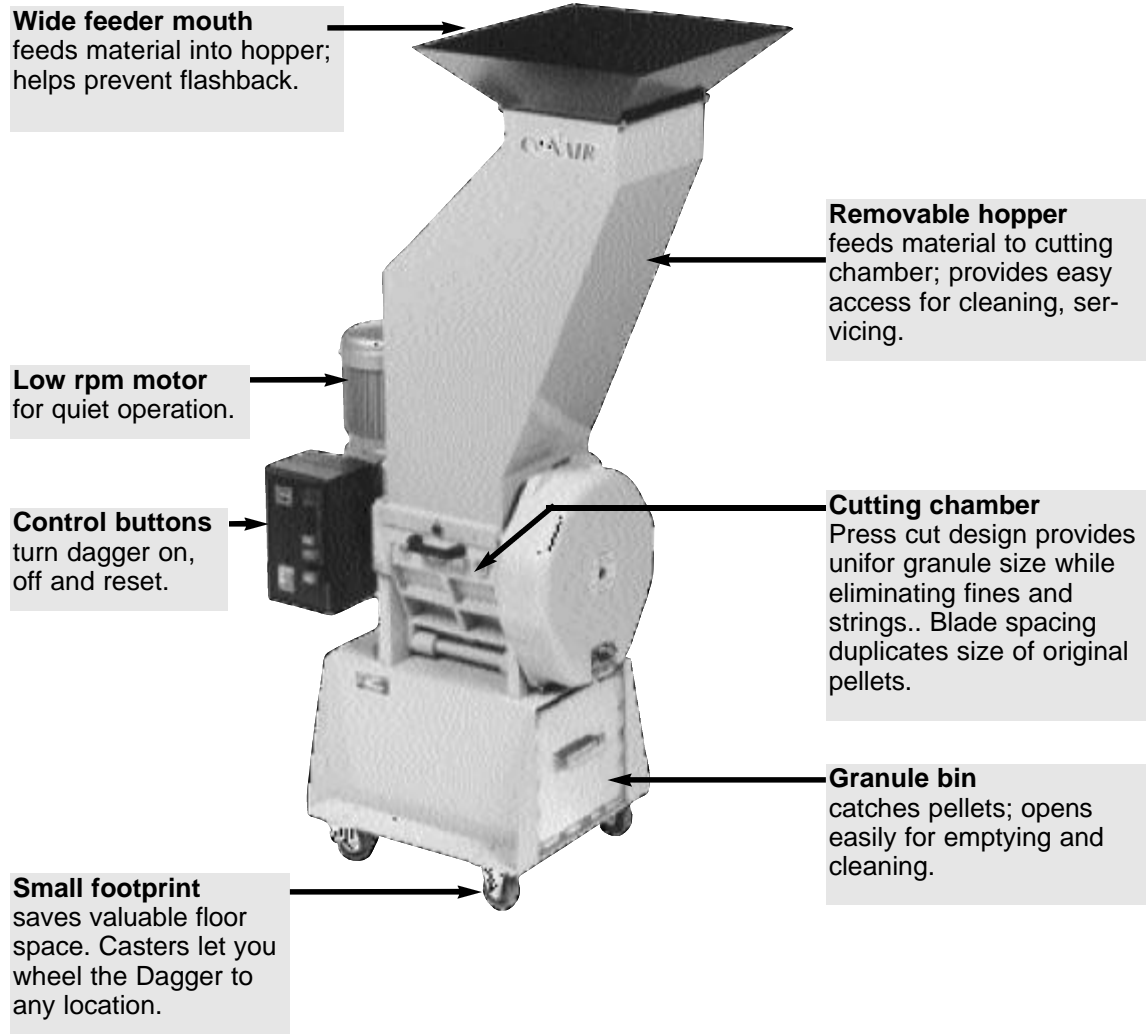 Wide feeder mouth
feeds material into hopper;
helps prevent flashback.
CONAIR
Removable hopper
feeds material to cutting
chamber; provides easy
access for cleaning, ser-
vicing.
Low rpm motor
for quiet operation.
Control buttons
turn dagger on,
off and reset.
Cutting chamber
Press cut design provides
unifor granule size while
eliminating fines and
strings.. Blade spacing
duplicates size of original
pellets.
Granule bin
catches pellets; opens
easily for emptying and
cleaning.
Small footprint
saves valuable floor
space. Casters let you
wheel the Dagger to
any location.